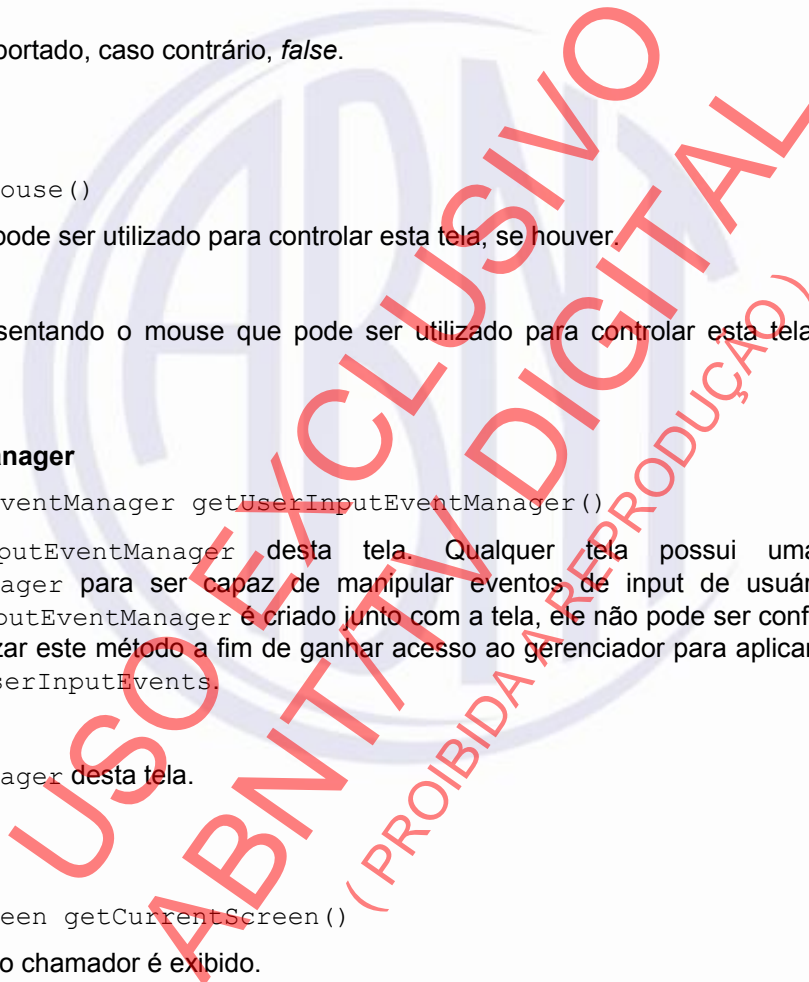 portado, caso contrário, false.
ouse()
pode ser utilizado para controlar esta tela, se houver.
sentando o mouse que pode ser utilizado para controlar esta tela
anager
ventManager getUserInputEventManager()
putEventManager desta tela. Qualquer tela possui uma
ager para ser capaz de manipular eventos de input de usuár
putEventManager é criado junto com a tela, ele não pode ser conf
zar este método a fim de ganhar acesso ao gerenciador para aplicar
serInputEvents.
ager desta tela.
een getCurrentScreen()
o chamador é exibido.
USO EXCLUSIVO
ABNT/TV DIGITAL
( PROIBIDA A REPRODUÇÃO )
ABNT